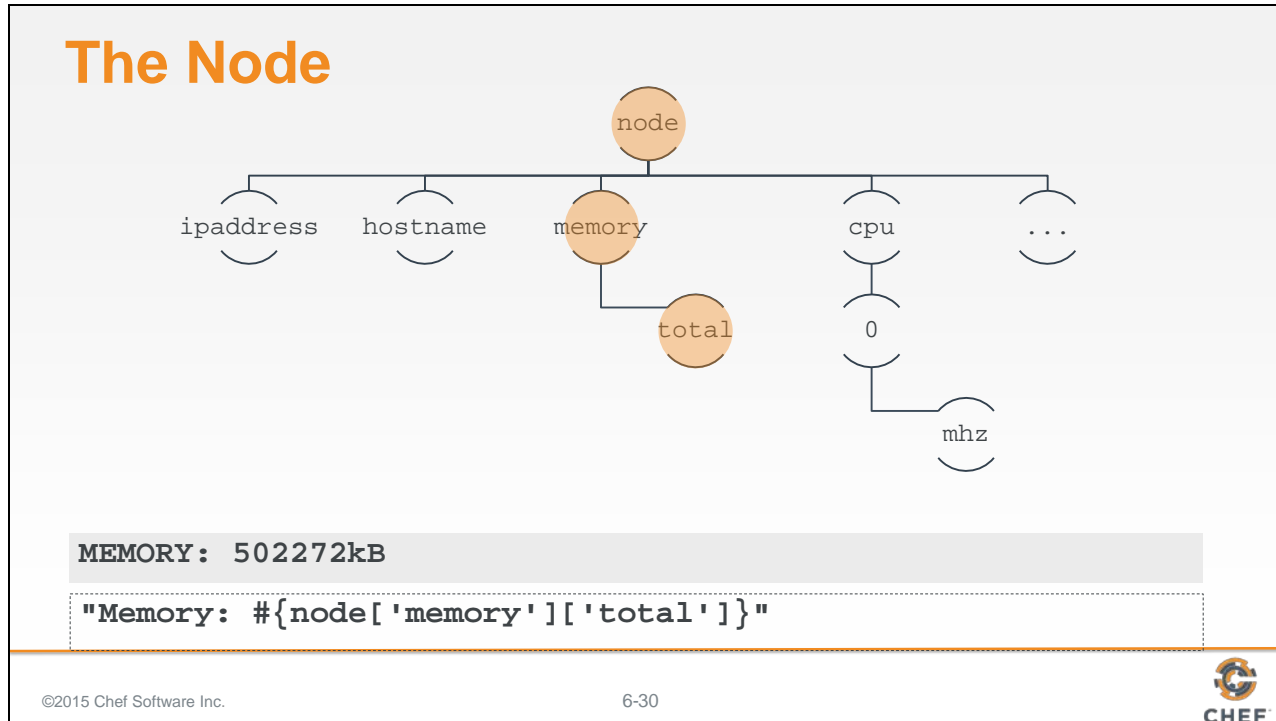 The Node
node
ipaddress hostname memory cpu ...
total 0
mhz
MEMORY: 502272kB
"Memory: #{node['memory']['total']}"
©2015 Chef Software Inc. 6-30
CHEF